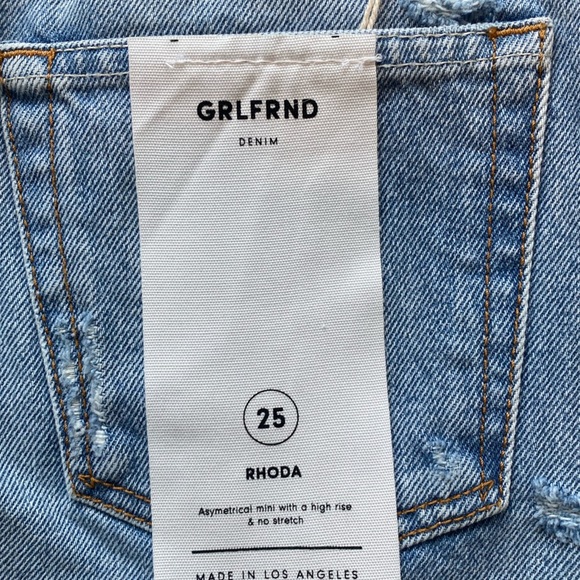 GRLFRND
DENIM
25
RHODA
Asymetrical mini with a high rise
& no stretch
MADE IN LOS ANGELES